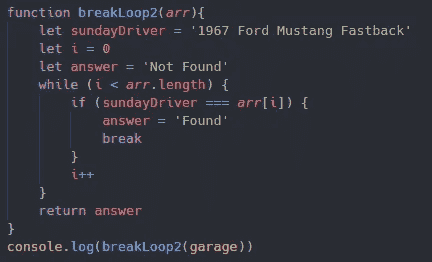 function breakLoop2(arr){
    let sundayDriver = '1967 Ford Mustang Fastback'
    let i = 0
    let answer = 'Not Found'
    while (i < arr.length) {
        if (sundayDriver === arr[i]) {
            answer = 'Found'
            break
        }
        i++
    }
    return answer
}
console.log(breakLoop2(garage))